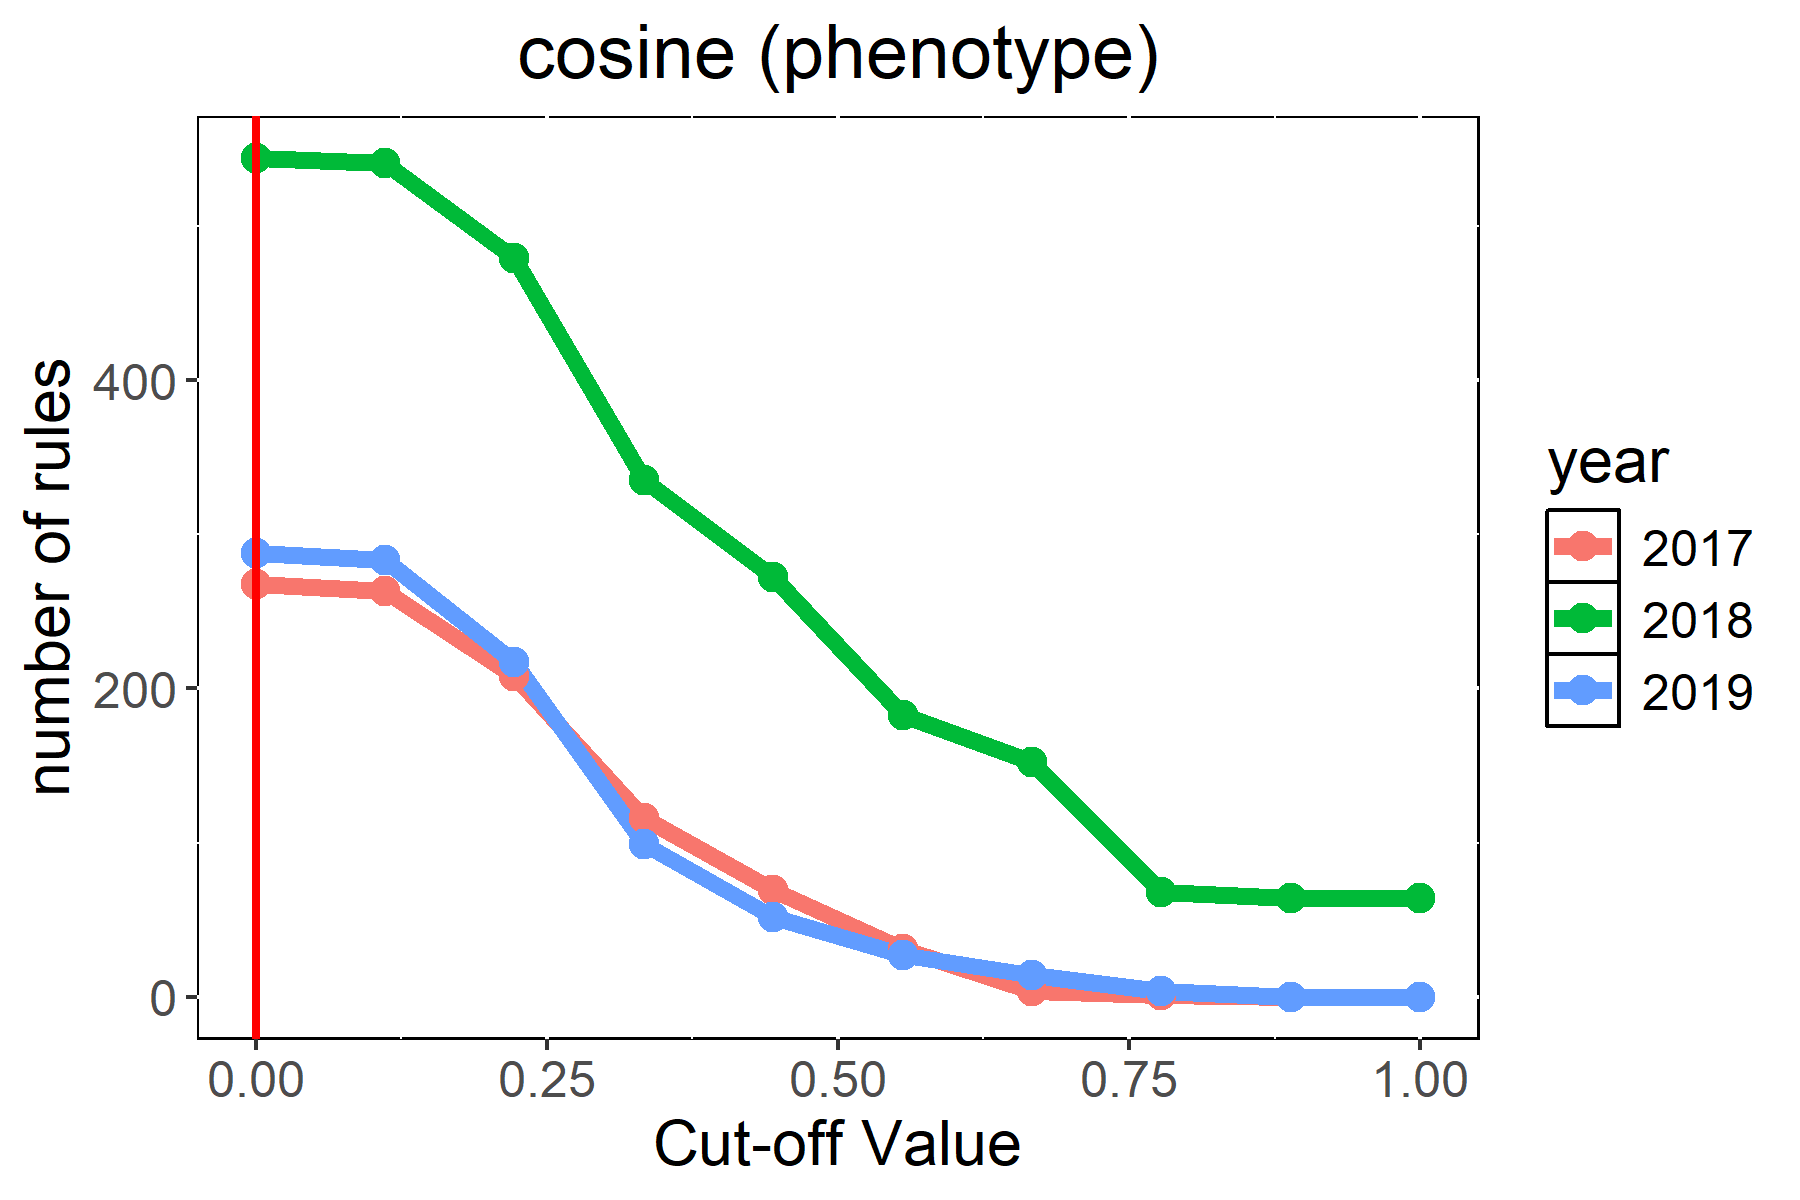 cosine (phenotype)
number of rules
400
200
0
0.00 0.25 0.50 0.75 1.00
Cut-off Value
year
2017
2018
2019